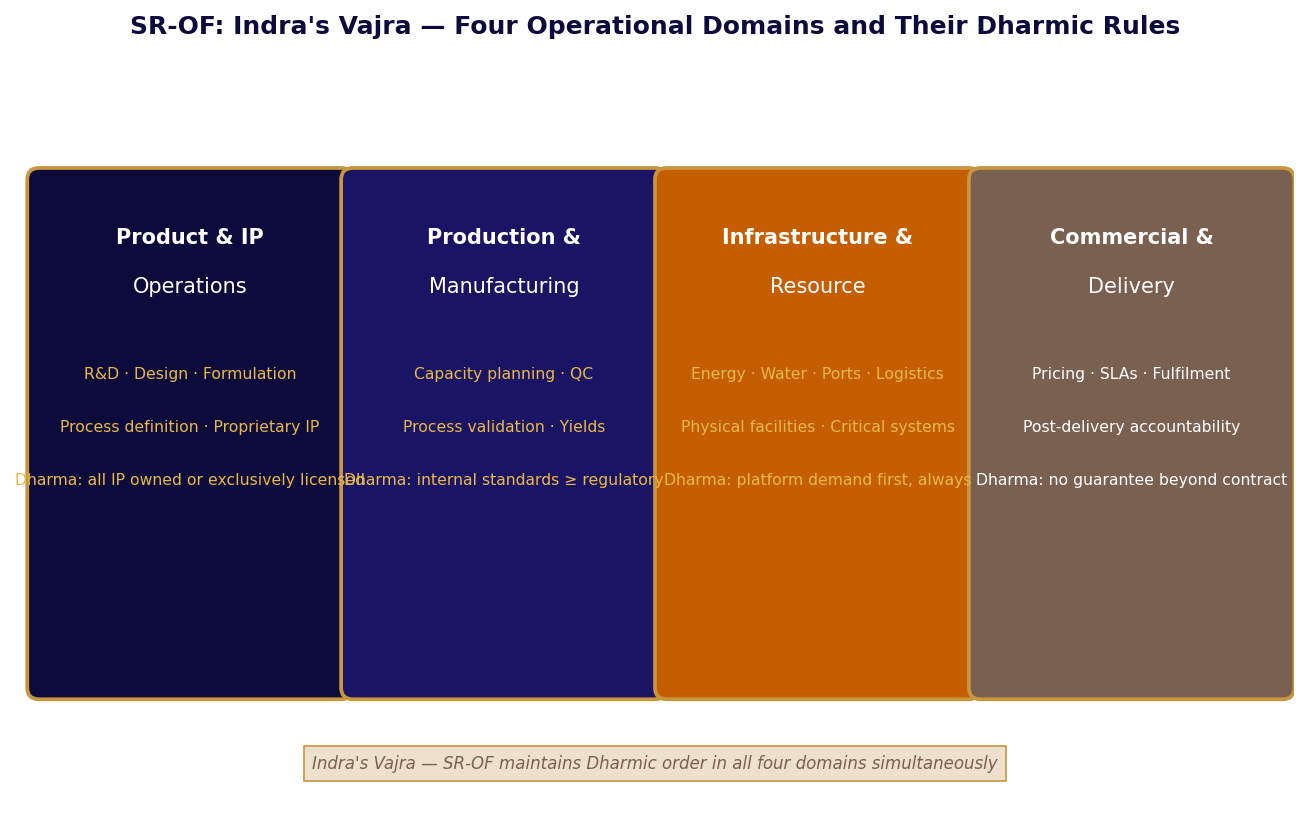 SR-OF: Indra's Vajra — Four Operational Domains and Their Dharmic Rules
Product & IP
Operations
R&D · Design · Formulation
Process definition · Proprietary IP
Dharma: all IP owned or exclusively licensed
Production &
Manufacturing
Capacity planning · QC
Process validation · Yields
Dharma: internal standards ≥ regulatory
Infrastructure &
Resource
Energy · Water · Ports · Logistics
Physical facilities · Critical systems
Dharma: platform demand first, always
Commercial &
Delivery
Pricing · SLAs · Fulfilment
Post-delivery accountability
Dharma: no guarantee beyond contract
Indra's Vajra — SR-OF maintains Dharmic order in all four domains simultaneously